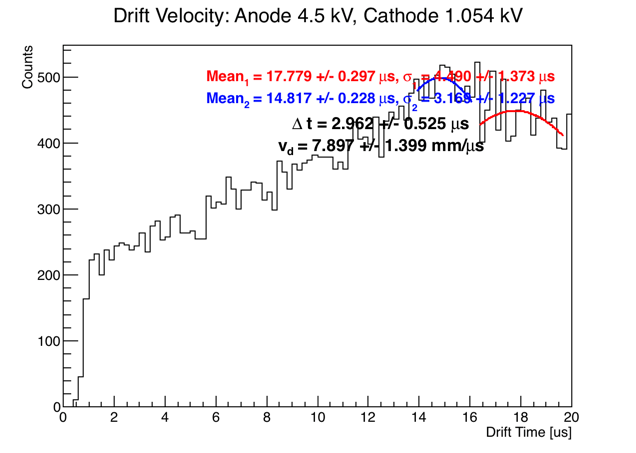 Drift Velocity: Anode 4.5 kV, Cathode 1.054 kV
Counts
Mean1 = 17.779 +/- 0.297 μs, σ1 = 4.490 +/- 1.373 μs
Mean2 = 14.817 +/- 0.228 μs, σ2 = 3.169 +/- 1.227 μs
Δ t = 2.962 +/- 0.525 μs
vd = 7.897 +/- 1.399 mm/μs
500
400
300
200
100
0
0 2 4 6 8 10 12 14 16 18 20
Drift Time [us]